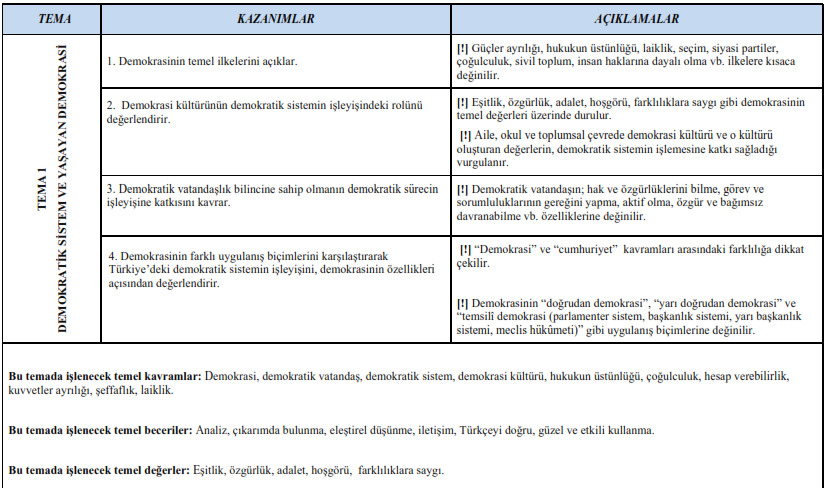 TEMA
KAZANIMLAR
AÇIKLAMALAR
TEMA 1
DEMOKRATİK SİSTEM VE YAŞAYAN DEMOKRASİ
1. Demokrasinin temel ilkelerini açıklar.
[!] Güçler ayrılığı, hukukun üstünlüğü, laiklik, seçim, siyasi partiler,
çoğulculuk, sivil toplum, insan haklarına dayalı olma vb. ilkelere kısaca
değinilir.
2. Demokrasi kültürünün demokratik sistemin işleyişindeki rolünü
değerlendirir.
[!] Eşitlik, özgürlük, adalet, hoşgörü, farklılıklara saygı gibi demokrasinin
temel değerleri üzerinde durulur.
[!] Aile, okul ve toplumsal çevrede demokrasi kültürü ve o kültürü
oluşturan değerlerin, demokratik sistemin işlemesine katkı sağladığı
vurgulanır.
3. Demokratik vatandaşlık bilincine sahip olmanın demokratik sürecin
işleyişine katkısını kavrar.
[!] Demokratik vatandaşın; hak ve özgürlüklerini bilme, görev ve
sorumluluklarının gereğini yapma, aktif olma, özgür ve bağımsız
davranabilme vb. özelliklerine değinilir.
4. Demokrasinin farklı uygulanış biçimlerini karşılaştırarak
Türkiye’deki demokratik sistemin işleyişini, demokrasinin özellikleri
açısından değerlendirir.
[!] “Demokrasi” ve “cumhuriyet” kavramları arasındaki farklılığa dikkat
çekilir.
[!] Demokrasinin “doğrudan demokrasi”, “yarı doğrudan demokrasi” ve
“temsilî demokrasi (parlamenter sistem, başkanlık sistemi, yarı başkanlık
sistemi, meclis hükûmeti)” gibi uygulanış biçimlerine değinilir.
Bu temada işlenecek temel kavramlar: Demokrasi, demokratik vatandaş, demokratik sistem, demokrasi kültürü, hukukun üstünlüğü, çoğulculuk, hesap verebilirlik,
kuvvetler ayrılığı, şeffaflık, laiklik.
Bu temada işlenecek temel beceriler: Analiz, çıkarımda bulunma, eleştirel düşünme, iletişim, Türkçeyi doğru, güzel ve etkili kullanma.
Bu temada işlenecek temel değerler: Eşitlik, özgürlük, adalet, hoşgörü, farklılıklara saygı.